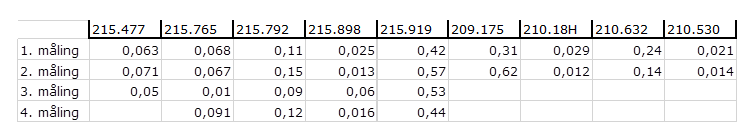 215.477 215.765 215.792 215.898 215.919 209.175 210.18H 210.632 210.530
1. måling 0,063 0,068 0,11 0,025 0,42 0,31 0,029 0,24 0,021
2. måling 0,071 0,067 0,15 0,013 0,57 0,62 0,012 0,14 0,014
3. måling 0,05 0,01 0,09 0,06 0,53
4. måling 0,091 0,12 0,016 0,44